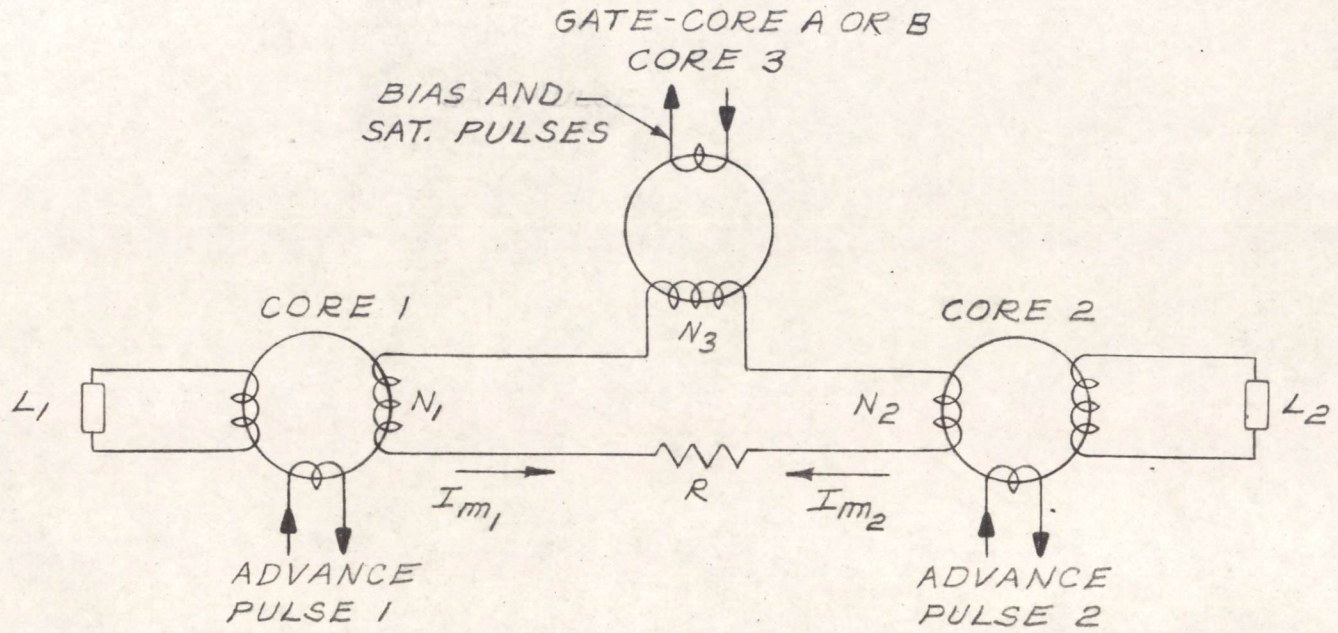 GATE-CORE A OR B
CORE 3
BIAS AND
SAT. PULSES
CORE 1
N3
CORE 2
L1
N1
N2
L2
Im1
R
Im2
ADVANCE
PULSE 1
ADVANCE
PULSE 2